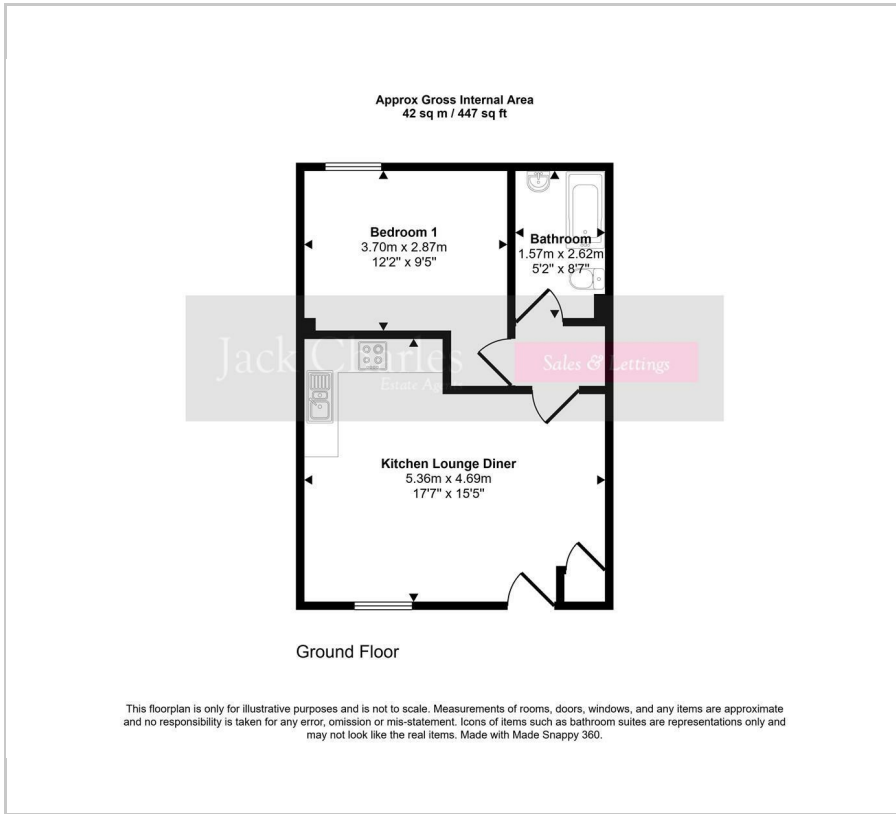 Approx Gross Internal Area
42 sq m / 447 sq ft
Bedroom 1
3.70m x 2.87m
12'2" x 9'5"
Bathroom
1.57m x 2.62m
5'2" x 8'7"
Jack Charles
Estate Agents
Sales & Lettings
Kitchen Lounge Diner
5.36m x 4.69m
17'7" x 15'5"
Ground Floor
This floorplan is only for illustrative purposes and is not to scale. Measurements of rooms, doors, windows, and any items are approximate
and no responsibility is taken for any error, omission or mis-statement. Icons of items such as bathroom suites are representations only and
may not look like the real items. Made with Made Snappy 360.